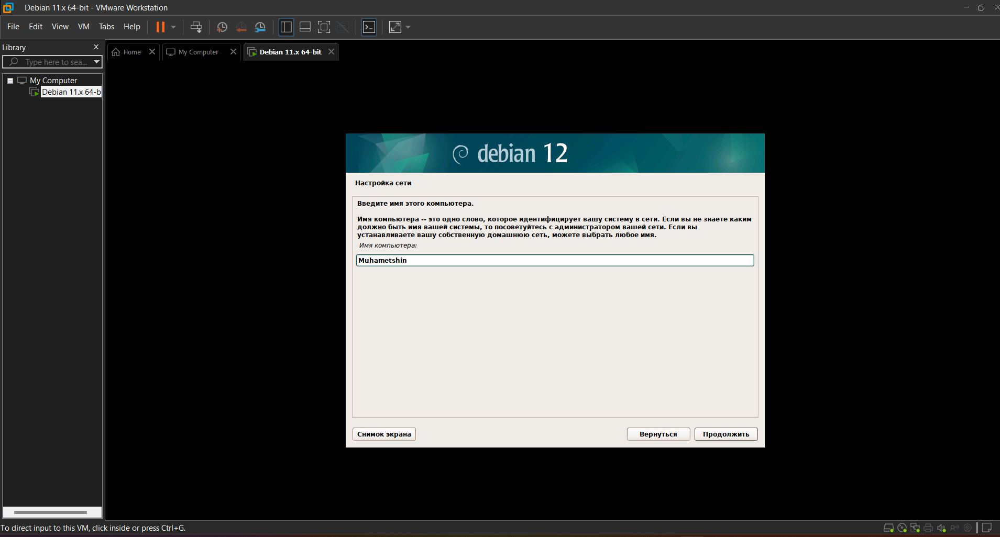 Debian 11.x 64-bit - VMware Workstation
File Edit View VM Tabs Help
Library
Home My Computer Debian 11.x 64-bit
Type here to sea...
My Computer
Debian 11.x 64-b
debian 12
Настройка сети
Введите имя этого компьютера.
Имя компьютера -- это одно слово, которое идентифицирует вашу систему в сети. Если вы не знаете каким
должно быть имя вашей системы, то посоветуйтесь с администратором вашей сети. Если вы
устанавливаете вашу собственную домашнюю сеть, можете выбрать любое имя.
Имя компьютера:
Muhametshin
Снимок экрана Вернуться Продолжить
To direct input to this VM, click inside or press Ctrl+G.